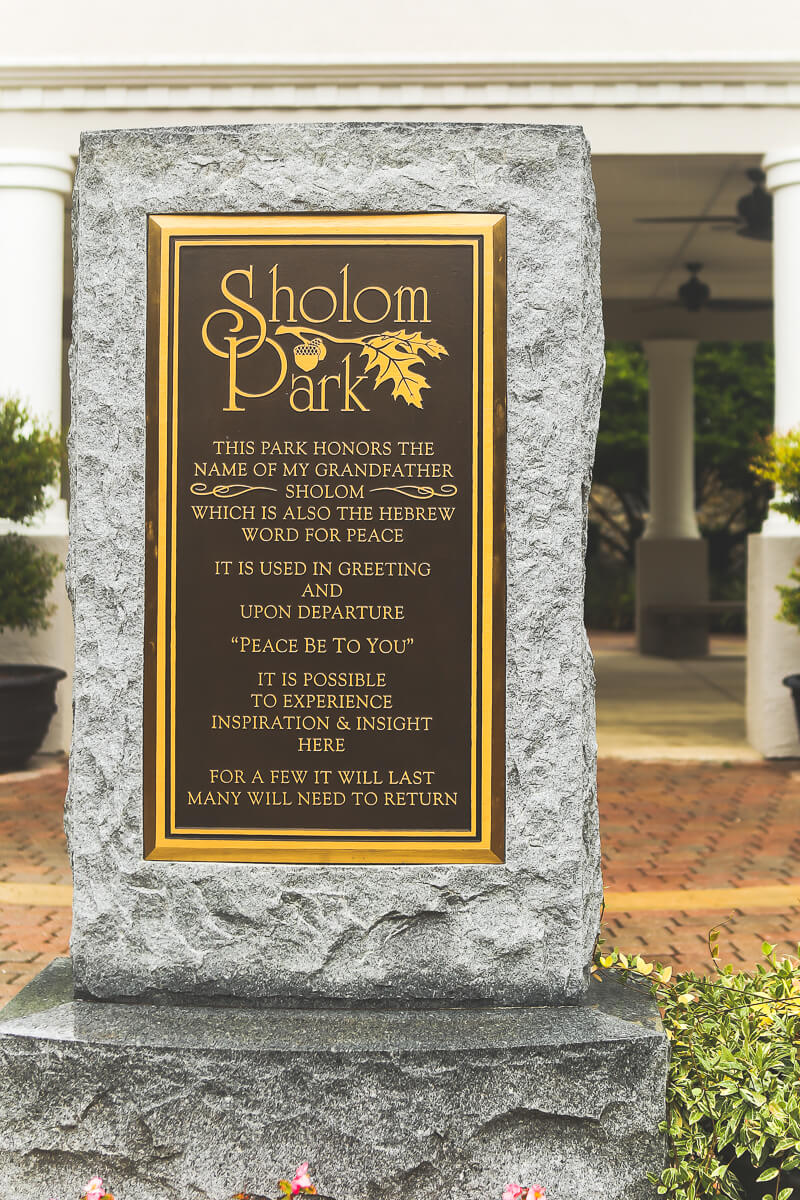 Sholom
Park
THIS PARK HONORS THE
NAME OF MY GRANDFATHER
SHOLOM
WHICH IS ALSO THE HEBREW
WORD FOR PEACE
IT IS USED IN GREETING
AND
UPON DEPARTURE
“PEACE BE TO YOU”
IT IS POSSIBLE
TO EXPERIENCE
INSPIRATION & INSIGHT
HERE
FOR A FEW IT WILL LAST
MANY WILL NEED TO RETURN